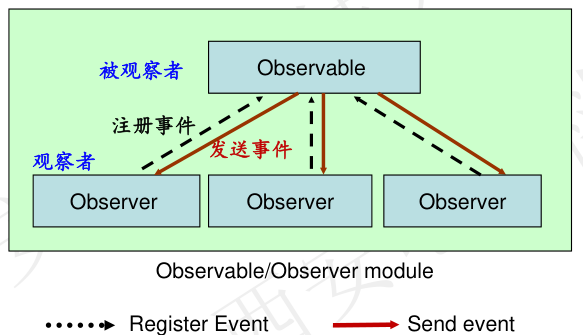 被观察者
Observable
注册事件
发送事件
观察者
Observer
Observer
Observer
Observable/Observer module
Register Event
Send event